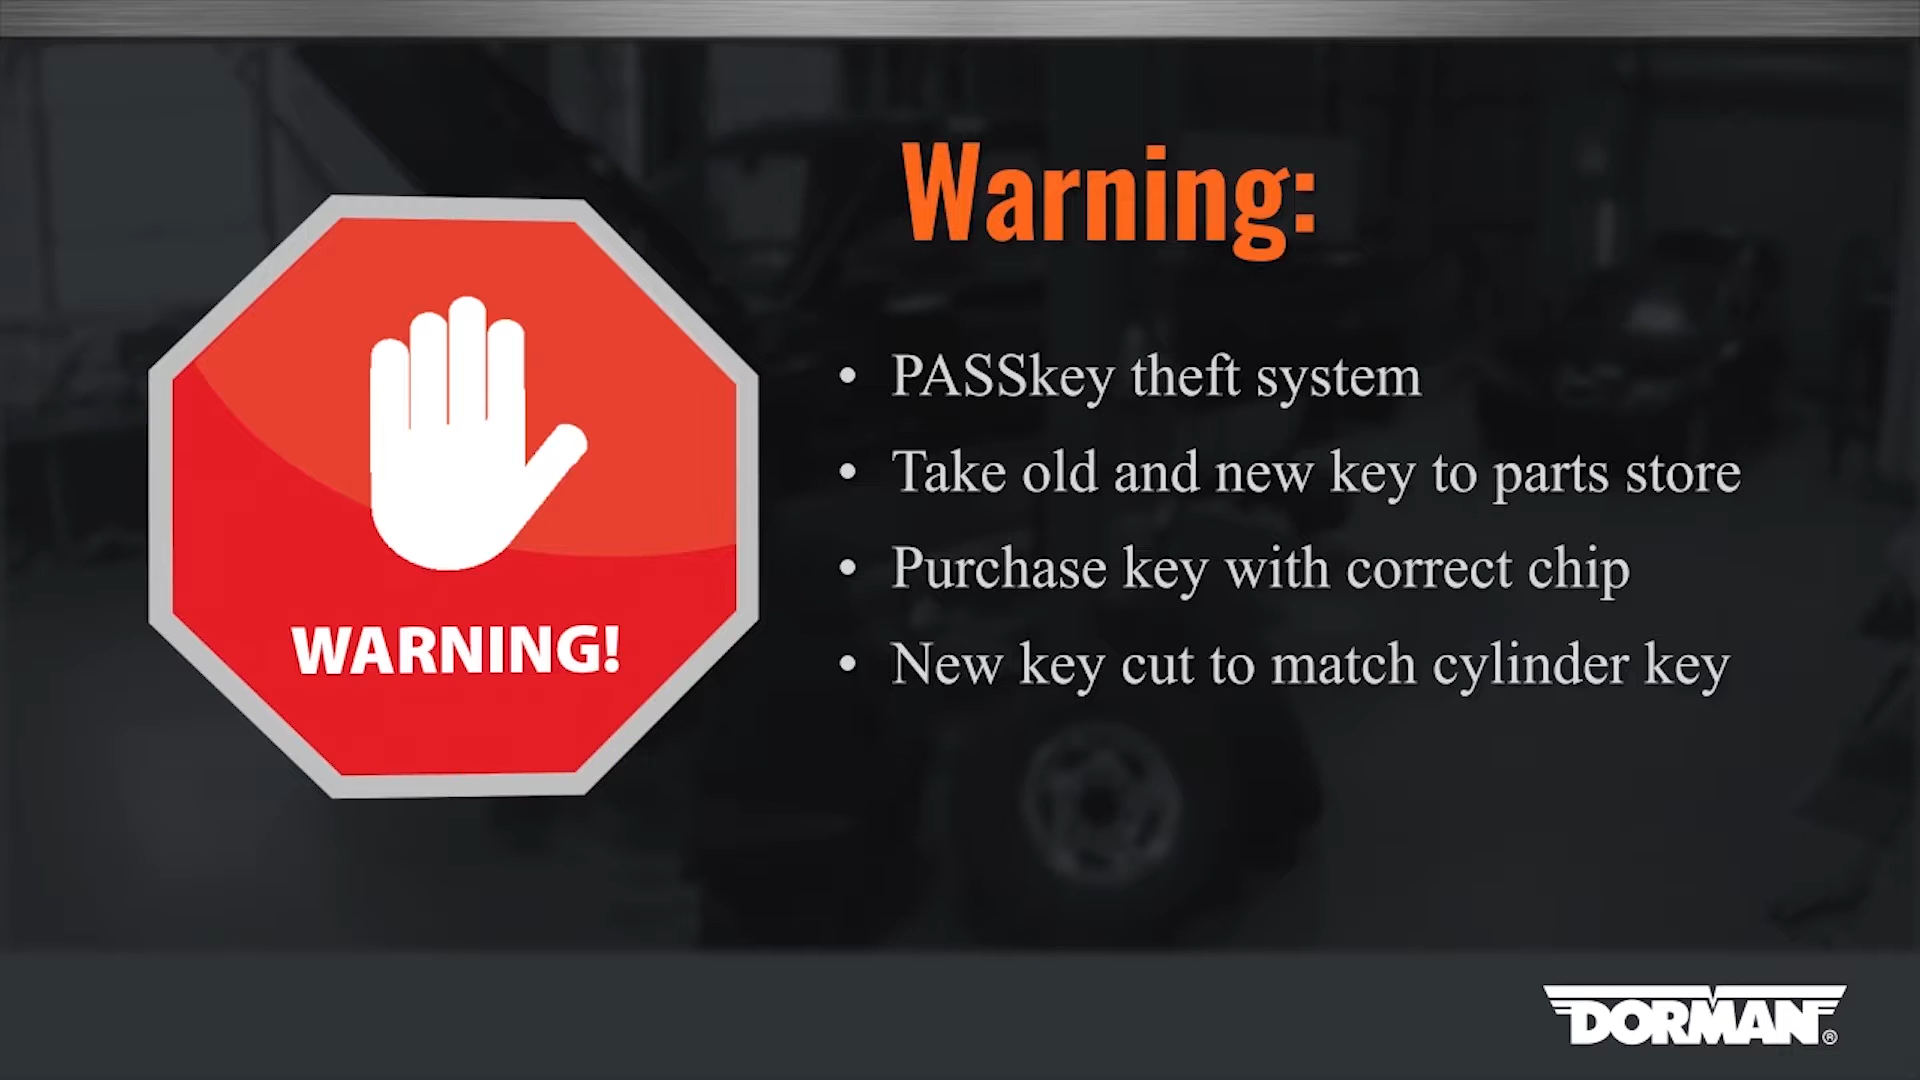 Warning:
WARNING!
• PASSkey theft system
• Take old and new key to parts store
• Purchase key with correct chip
• New key cut to match cylinder key
DORMAN®